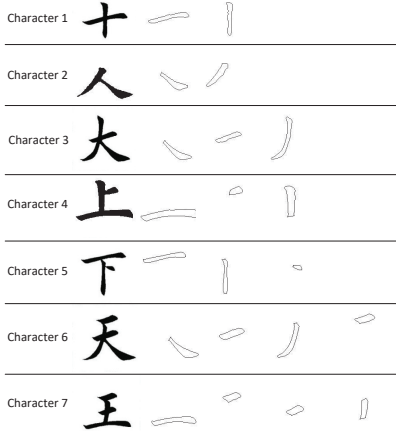 Character 1 十
Character 2 人
Character 3 大
Character 4 上
Character 5 下
Character 6 天
Character 7 王